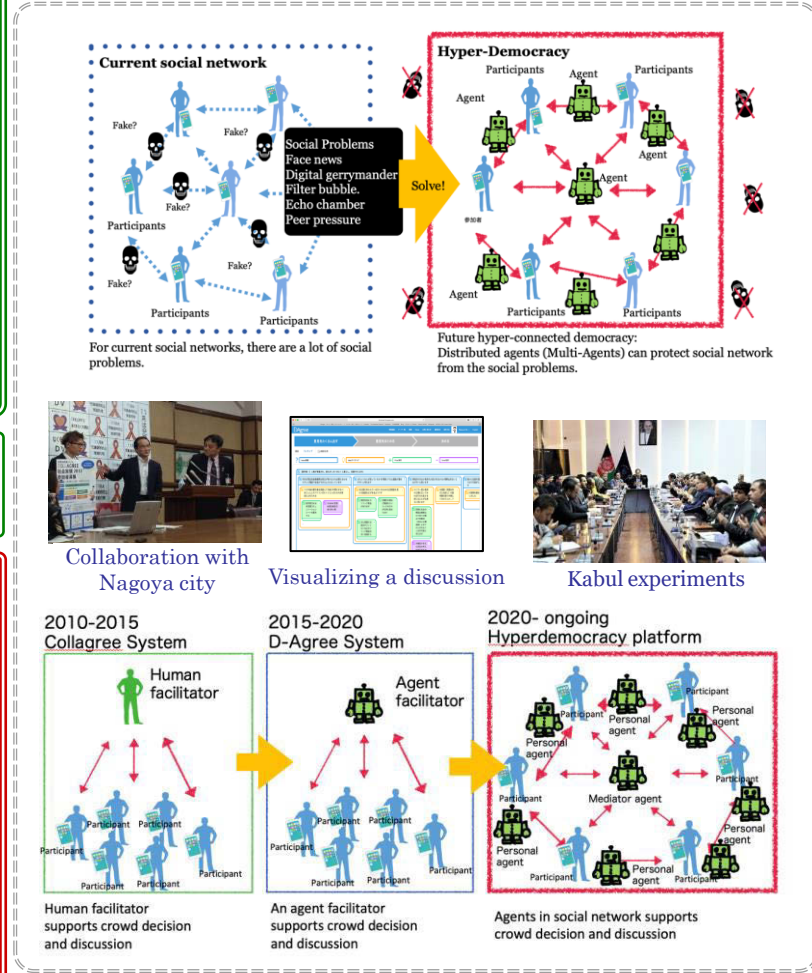 Current social network
Fake?
Fake?
Fake?
Fake?
Fake?
Participants
Participants
Participants
Social Problems
Face news
Digital gerrymander
Filter bubble.
Echo chamber
Peer pressure
Solve!
For current social networks, there are a lot of social
problems.
Hyper-Democracy
Participants
Agent
Participants
Agent
Agent
参加者
Agent
Participants
Participants
Future hyper-connected democracy:
Distributed agents (Multi-Agents) can protect social network
from the social problems.
Collaboration with
Nagoya city
Visualizing a discussion
Kabul experiments
2010-2015
Collagree System
Human
facilitator
Participant
Participant
Participant
Participant
Participant
Human facilitator
supports crowd decision
and discussion
2015-2020
D-Agree System
Agent
facilitator
Participant
Participant
Participant
Participant
Participant
An agent facilitator
supports crowd decision
and discussion
2020- ongoing
Hyperdemocracy platform
Participant
Personal
agent
Participant
Personal
agent
Personal
agent
Participant
Mediator agent
Participant
Personal
agent
Personal
agent
Participant
Personal
agent
Participant
Agents in social network supports
crowd decision and discussion